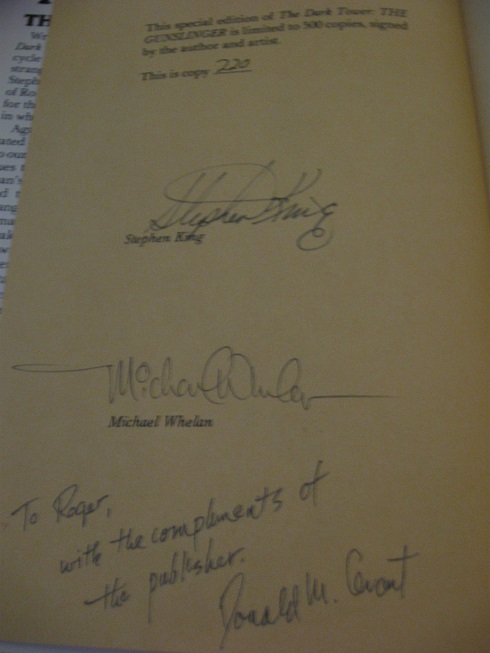 This special edition of The Dark Tower: THE
GUNSLINGER is limited to 500 copies, signed
by the author and artist.
This is copy 220
Stephen King
Stephen King
Michael Whelan
Michael Whelan
To Roger,
with the compliments of
the publisher.
Donald M. Grant